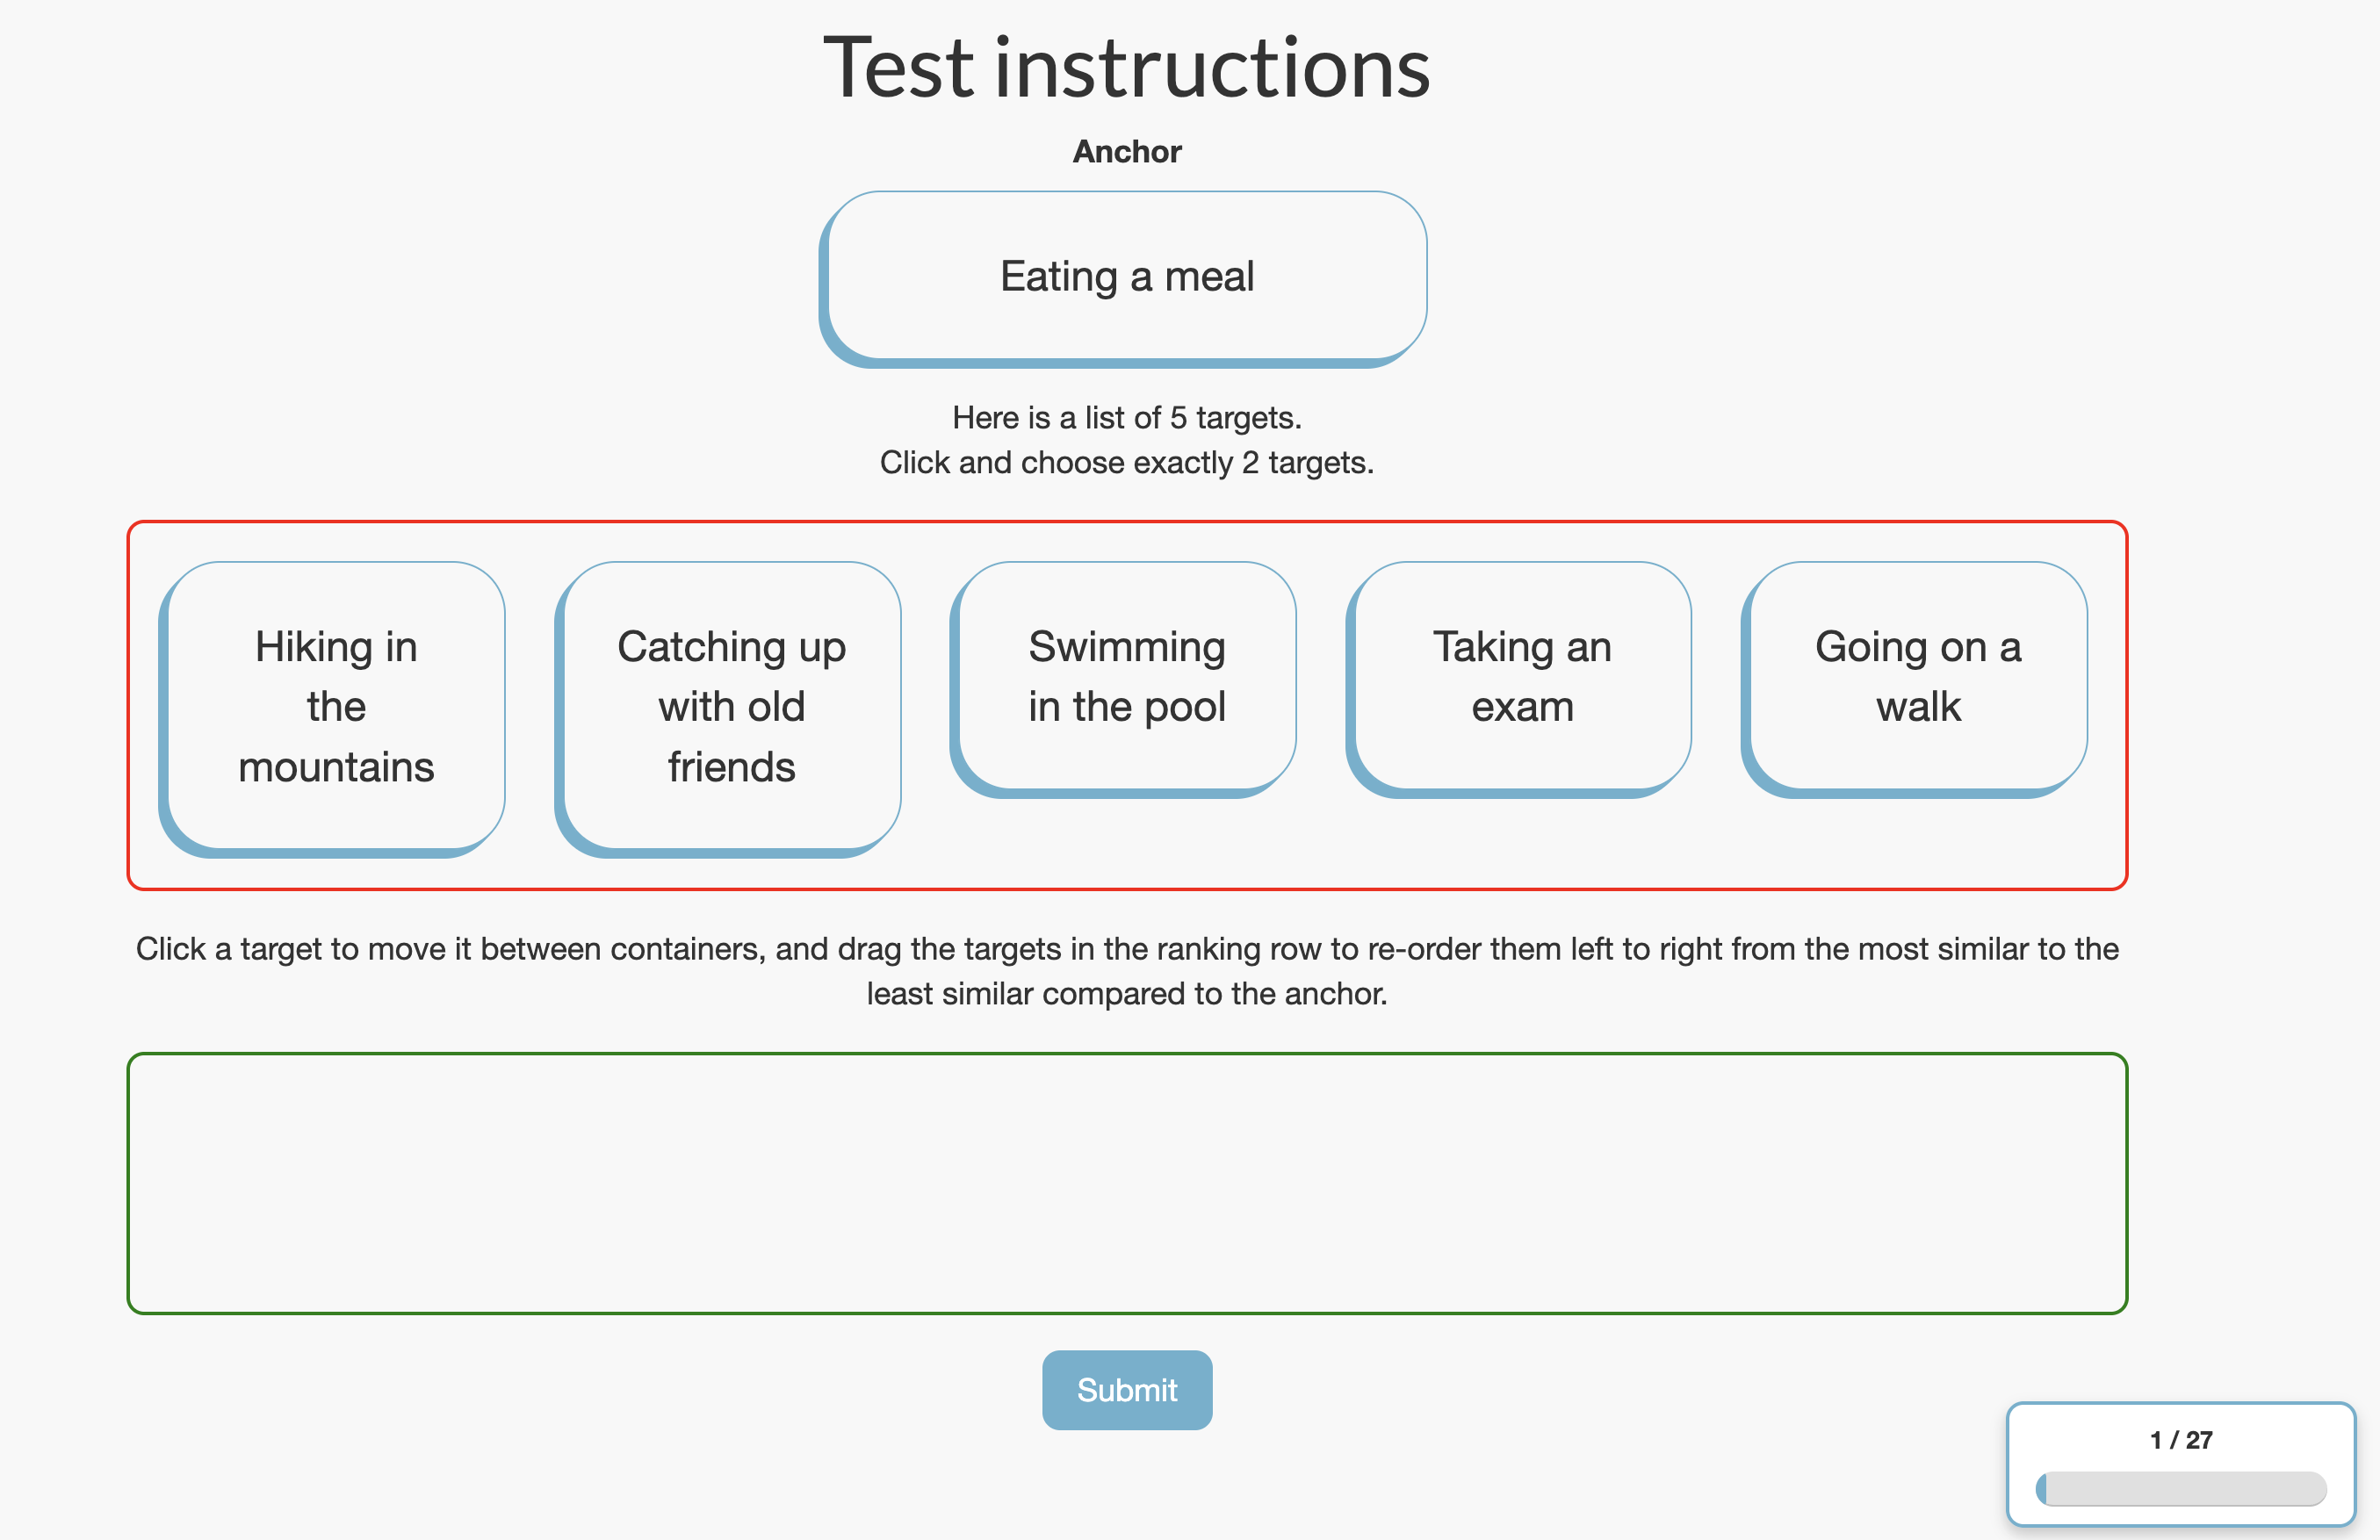 Test instructions
Anchor
Eating a meal
Here is a list of 5 targets.
Click and choose exactly 2 targets.
Hiking in
the
mountains
Catching up
with old
friends
Swimming
in the pool
Taking an
exam
Going on a
walk
Click a target to move it between containers, and drag the targets in the ranking row to re-order them left to right from the most similar to the
least similar compared to the anchor.
Submit
1 / 27